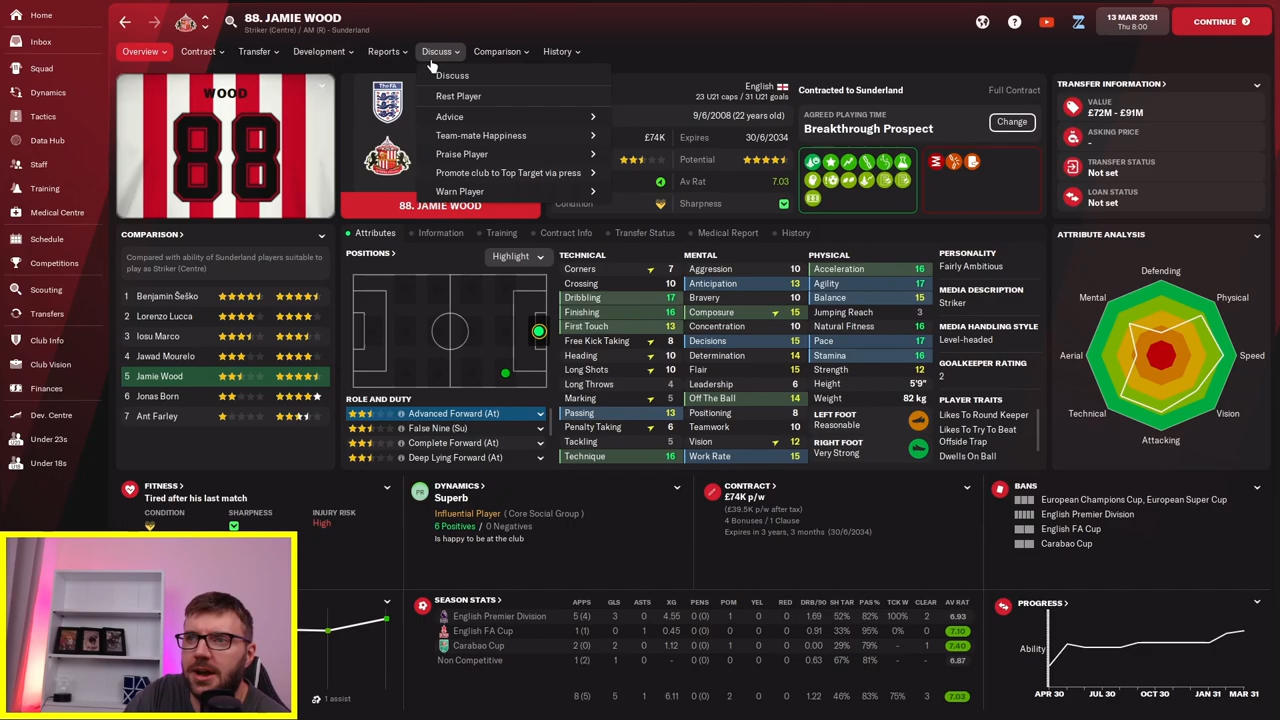 Home
Inbox
Squad
Dynamics
Tactics
Data Hub
Staff
Training
Medical Centre
Schedule
Competitions
Scouting
Transfers
Club Info
Club Vision
Finances
Dev. Centre
Under 23s
Under 18s
88. JAMIE WOOD
Striker (Centre) / AM (R) - Sunderland
13 MAR 2031
Thu 8:00
CONTINUE
Overview
Contract
Transfer
Development
Reports
Discuss
Comparison
History
Discuss
Rest Player
Advice
Team-mate Happiness
Praise Player
Promote club to Top Target via press
Warn Player
WOOD
88
88. JAMIE WOOD
English
23 U21 caps / 31 U21 goals
9/6/2008 (22 years old)
£74K Expires 30/6/2034
Potential
Av Rat 7.03
Condition Sharpness
Contracted to Sunderland Full Contract
AGREED PLAYING TIME
Breakthrough Prospect
Change
TRANSFER INFORMATION
VALUE
£72M - £91M
ASKING PRICE
-
TRANSFER STATUS
Not set
LOAN STATUS
Not set
COMPARISON
Compared with ability of Sunderland players suitable
to play as Striker (Centre)
1 Benjamin Šeško
2 Lorenzo Lucca
3 Iosu Marco
4 Jawad Mourelo
5 Jamie Wood
6 Jonas Born
7 Ant Farley
Attributes
Information
Training
Contract Info
Transfer Status
Medical Report
History
POSITIONS
Highlight
ROLE AND DUTY
Advanced Forward (At)
False Nine (Su)
Complete Forward (At)
Deep Lying Forward (At)
TECHNICAL
Corners 7
Crossing 10
Dribbling 17
Finishing 16
First Touch 13
Free Kick Taking 8
Heading 10
Long Shots 10
Long Throws 4
Marking 5
Passing 13
Penalty Taking 6
Tackling 5
Technique 16
MENTAL
Aggression 10
Anticipation 13
Bravery 10
Composure 15
Concentration 10
Decisions 15
Determination 14
Flair 15
Leadership 6
Off The Ball 14
Positioning 8
Teamwork 10
Vision 12
Work Rate 15
PHYSICAL
Acceleration 16
Agility 17
Balance 15
Jumping Reach 3
Natural Fitness 16
Pace 17
Stamina 16
Strength 12
Height 5'9"
Weight 82 kg
LEFT FOOT
Reasonable
RIGHT FOOT
Very Strong
PERSONALITY
Fairly Ambitious
MEDIA DESCRIPTION
Striker
MEDIA HANDLING STYLE
Level-headed
GOALKEEPER RATING
2
PLAYER TRAITS
Likes To Round Keeper
Likes To Try To Beat
Offside Trap
Dwells On Ball
ATTRIBUTE ANALYSIS
Defending
Physical
Speed
Vision
Attacking
Technical
Aerial
Mental
FITNESS
Tired after his last match
CONDITION
SHARPNESS
INJURY RISK
High
1 assist
DYNAMICS
PR
Superb
Influential Player ( Core Social Group )
6 Positives / 0 Negatives
Is happy to be at the club
CONTRACT
£74K p/w
(£39.5K p/w after tax)
4 Bonuses / 1 Clause
Expires in 3 years, 3 months (30/6/2034)
BANS
European Champions Cup, European Super Cup
English Premier Division
English FA Cup
Carabao Cup
SEASON STATS APPS GLS ASTS XG PENS POM YEL RED DRB/90 SH TAR PAS % TCK W CLEAR AV RAT
English Premier Division 5 (4) 3 0 4.55 0 (0) 1 0 0 1.69 52% 82% 100% 2 6.93
English FA Cup 1 (1) 0 1 0.45 0 (0) 0 0 0 0.91 33% 95% 0% 0 7.10
Carabao Cup 2 (0) 2 0 1.12 0 (0) 1 0 0 0.00 29% 79% - 1 7.40
Non Competitive 1 (2) 1 0 - 0 (0) 0 0 0 0.63 67% 81% - - 6.87
8 (5) 5 1 6.11 0 (0) 2 0 0 1.22 46% 83% 75% 3 7.03
PROGRESS
Ability
APR 30 JUL 30 OCT 30 JAN 31 MAR 31